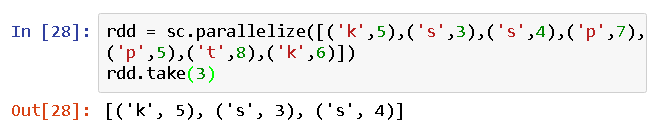 In [28]: rdd = sc.parallelize([('k',5),('s',3),('s',4),('p',7),
('p',5),('t',8),('k',6)])
rdd.take(3)
Out[28]: [('k', 5), ('s', 3), ('s', 4)]